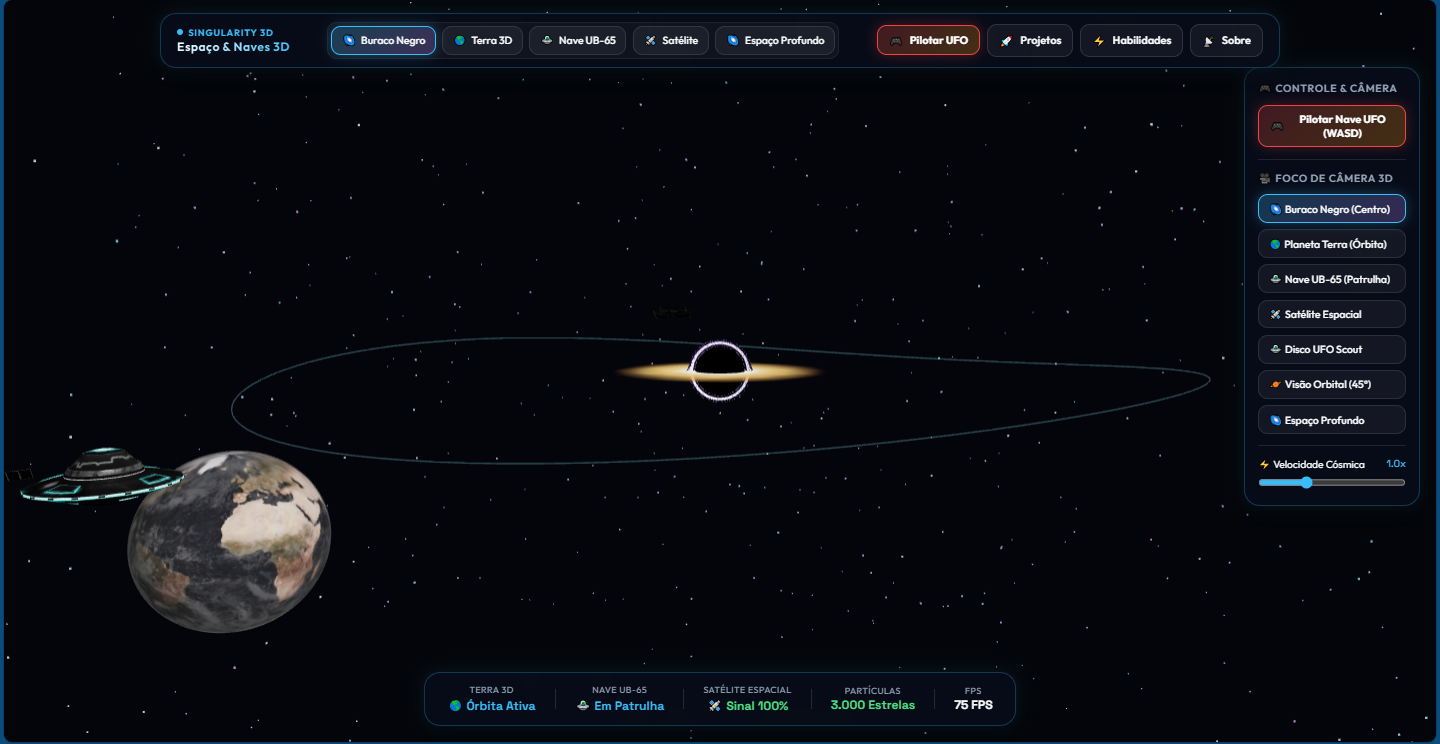 SINGULARITY 3D
Espaço & Naves 3D
Buraco Negro
Terra 3D
Nave UB-65
Satélite
Espaço Profundo
Pilotar UFO
Projetos
Habilidades
Sobre
CONTROLE & CÂMERA
Pilotar Nave UFO
(WASD)
FOCO DE CÂMERA 3D
Buraco Negro (Centro)
Planeta Terra (Órbita)
Nave UB-65 (Patrulha)
Satélite Espacial
Disco UFO Scout
Visão Orbital (45°)
Espaço Profundo
Velocidade Cósmica 1.0x
TERRA 3D
Órbita Ativa
NAVE UB-65
Em Patrulha
SATÉLITE ESPACIAL
Sinal 100%
PARTÍCULAS
3.000 Estrelas
FPS
75 FPS